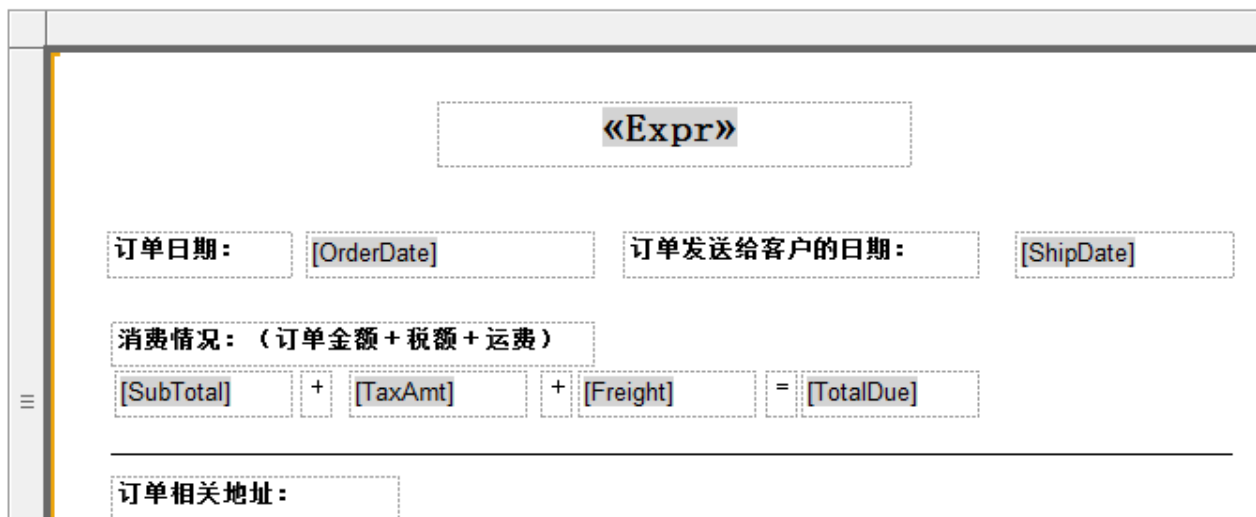 «Expr»
订单日期： [OrderDate] 订单发送给客户的日期： [ShipDate]
消费情况：（订单金额＋税额＋运费）
[SubTotal] + [TaxAmt] + [Freight] = [TotalDue]
订单相关地址：